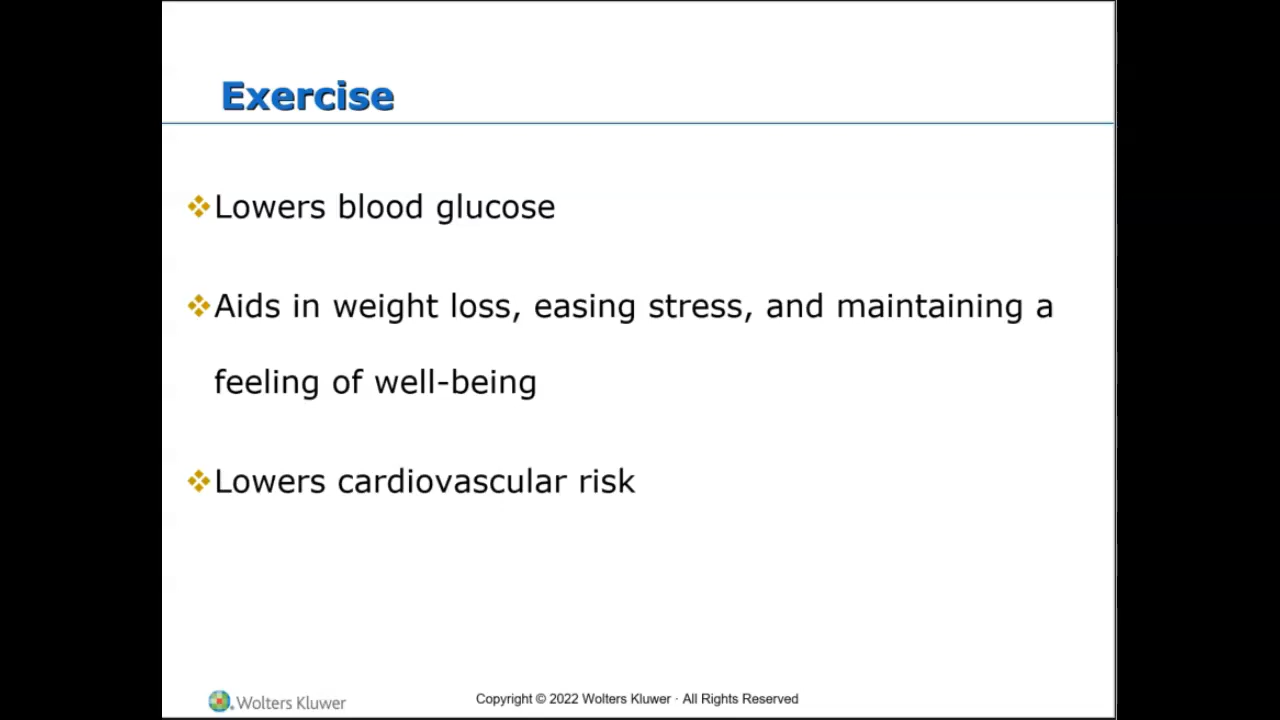 Exercise
❖Lowers blood glucose
❖Aids in weight loss, easing stress, and maintaining a
feeling of well-being
❖Lowers cardiovascular risk
Wolters Kluwer
Copyright © 2022 Wolters Kluwer · All Rights Reserved